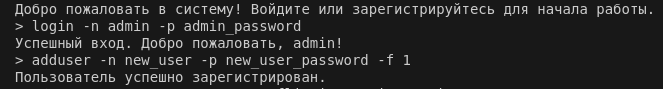 Добро пожаловать в систему! Войдите или зарегистрируйтесь для начала работы.
> login -n admin -p admin_password
Успешный вход. Добро пожаловать, admin!
> adduser -n new_user -p new_user_password -f 1
Пользователь успешно зарегистрирован.